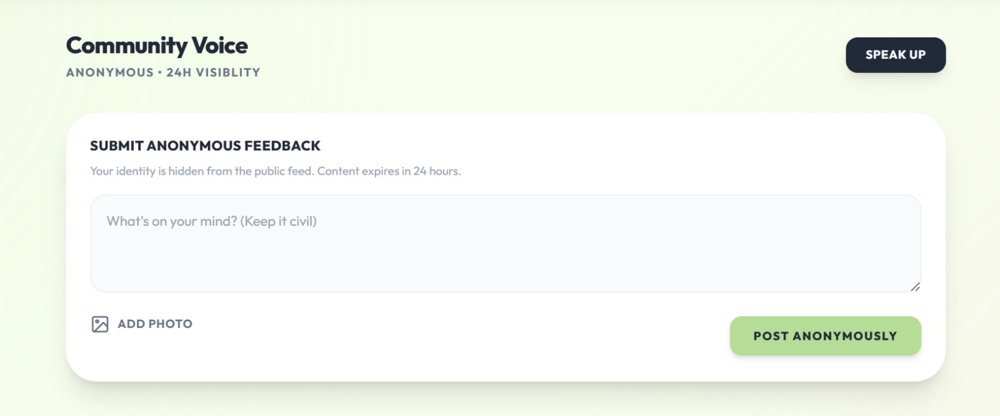 Community Voice
ANONYMOUS • 24H VISIBLITY
SPEAK UP
SUBMIT ANONYMOUS FEEDBACK
Your identity is hidden from the public feed. Content expires in 24 hours.
What's on your mind? (Keep it civil)
ADD PHOTO
POST ANONYMOUSLY